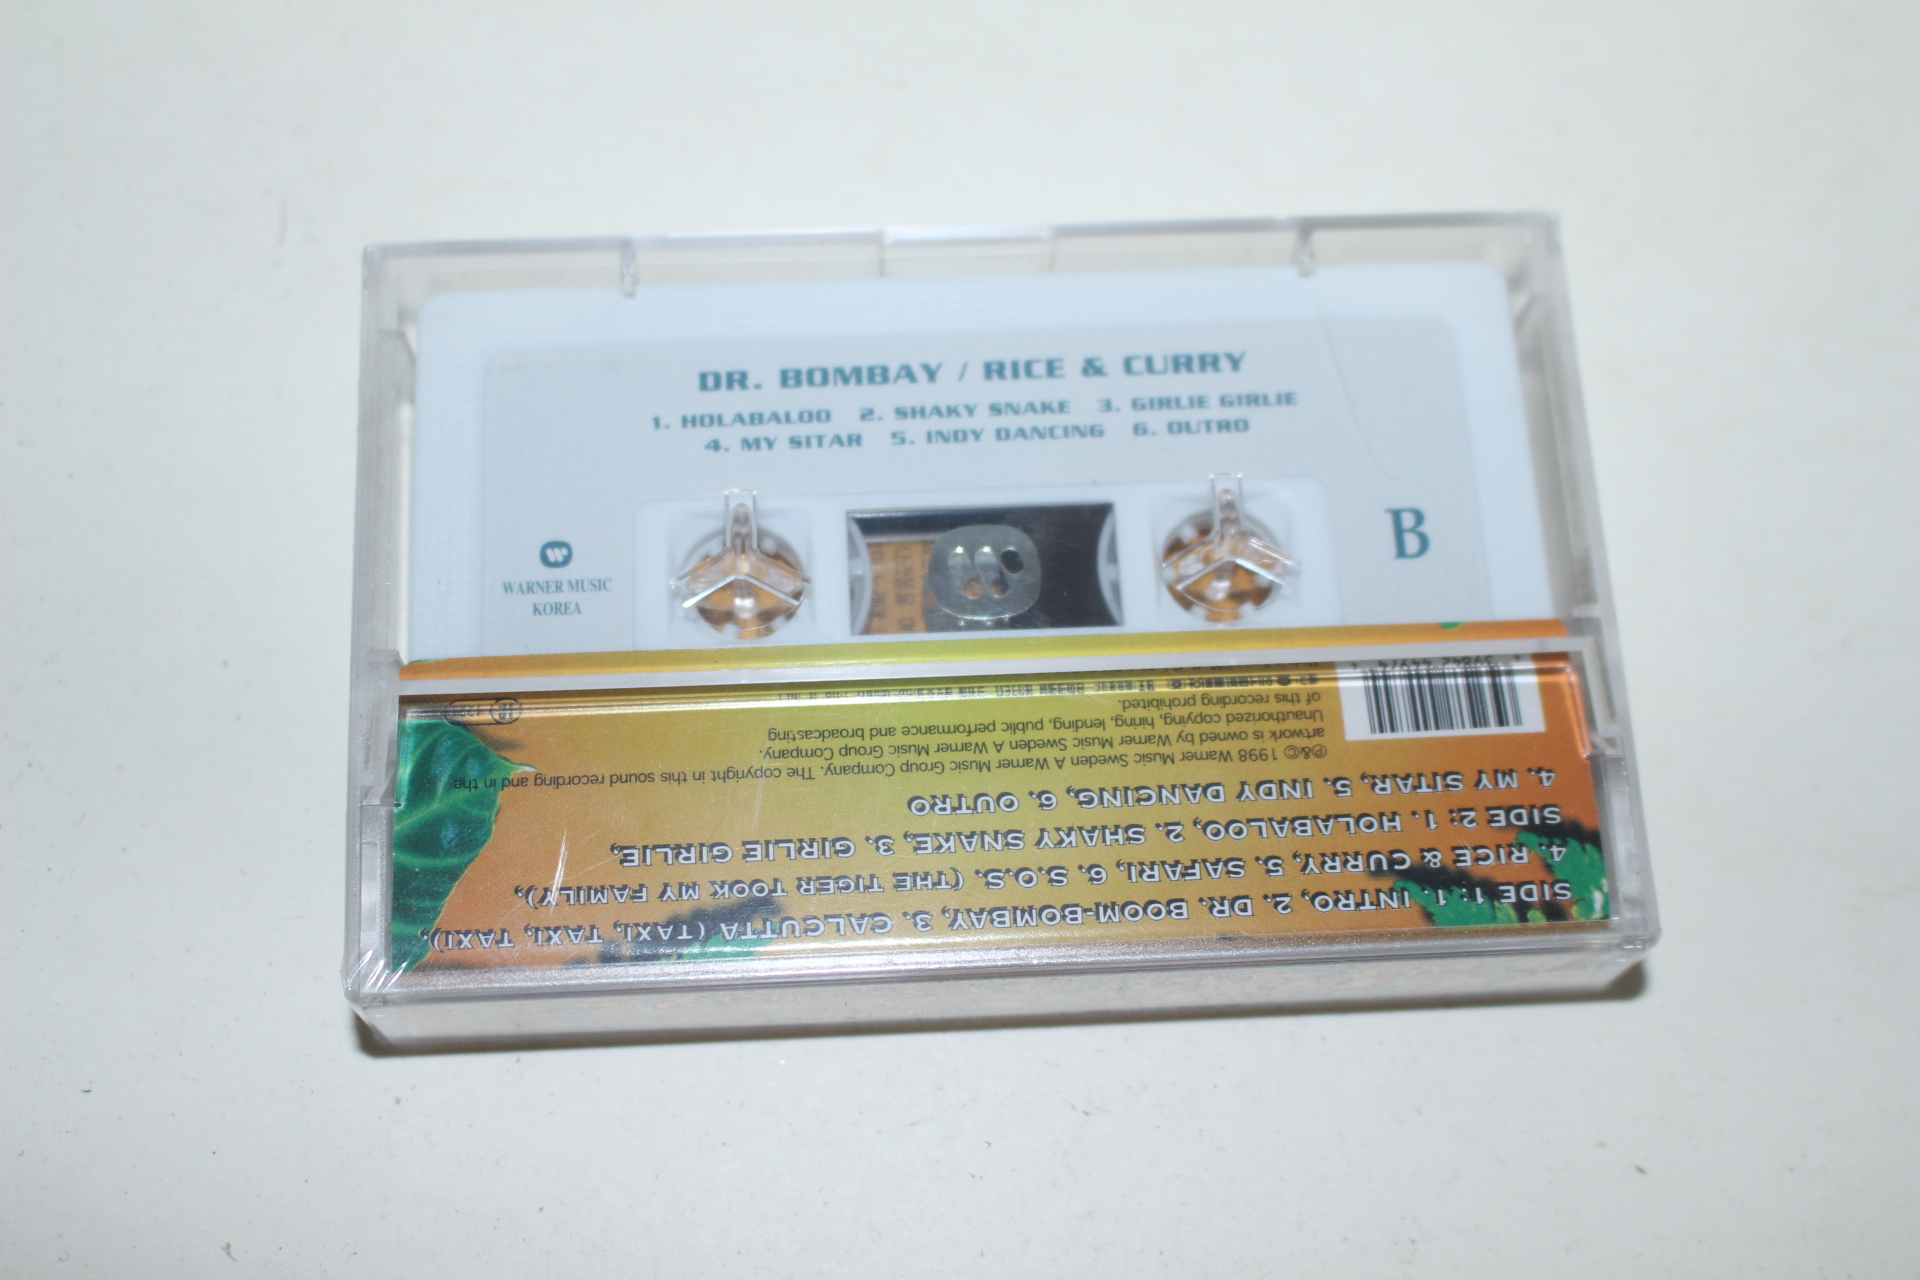 DR. BOMBAY / RICE & CURRY
1. HOLABALOO 2. SHAKY SNAKE 3. GIRLIE GIRLIE
4. MY SITAR 5. INDY DANCING 6. OUTRO
B
WARNER MUSIC
KOREA
SIDE 1: 1. INTRO, 2. DR. BOOM-BOMBAY, 3. CALCUTTA (TAXI, TAXI, TAXI),
4. RICE & CURRY, 5. SAFARI, 6. S.O.S. (THE TIGER TOOK MY FAMILY),
SIDE 2: 1. HOLABALOO, 2. SHAKY SNAKE, 3. GIRLIE GIRLIE,
4. MY SITAR, 5. INDY DANCING, 6. OUTRO
℗&© 1998 Warner Music Sweden A Warner Music Group Company. The copyright in this sound recording and in the
artwork is owned by Warner Music Sweden A Warner Music Group Company.
Unauthorized copying, hiring, lending, public performance and broadcasting
of this recording prohibited.